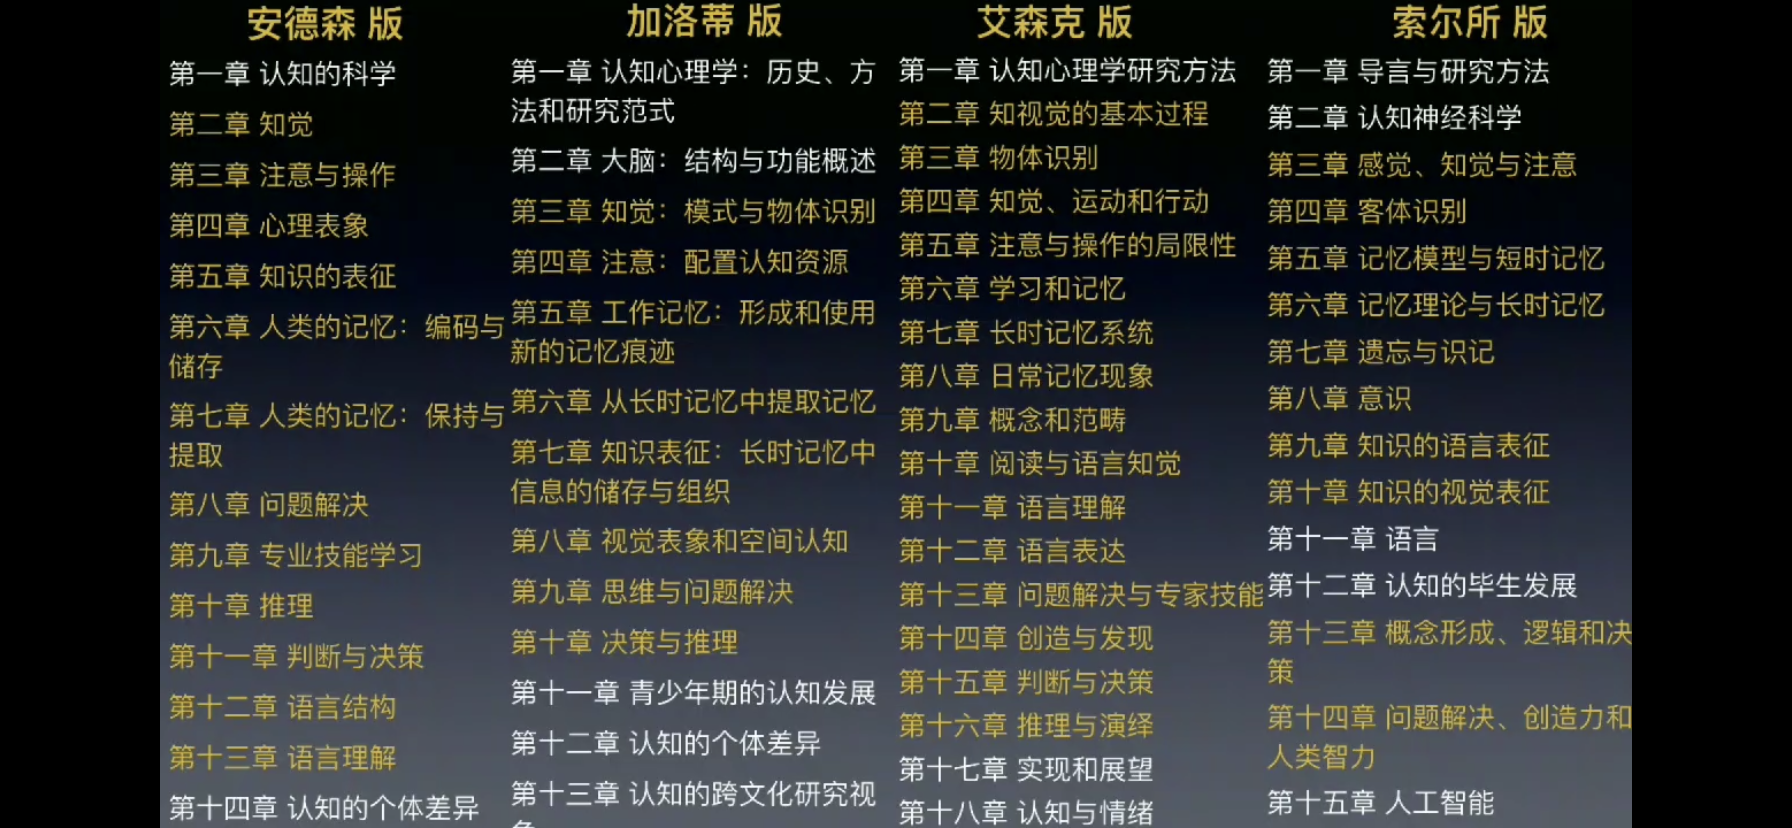 安德森 版
第一章 认知的科学
第二章 知觉
第三章 注意与操作
第四章 心理表象
第五章 知识的表征
第六章 人类的记忆：编码与
储存
第七章 人类的记忆：保持与
提取
第八章 问题解决
第九章 专业技能学习
第十章 推理
第十一章 判断与决策
第十二章 语言结构
第十三章 语言理解
第十四章 认知的个体差异
加洛蒂 版
第一章 认知心理学：历史、方
法和研究范式
第二章 大脑：结构与功能概述
第三章 知觉：模式与物体识别
第四章 注意：配置认知资源
第五章 工作记忆：形成和使用
新的记忆痕迹
第六章 从长时记忆中提取记忆
第七章 知识表征：长时记忆中
信息的储存与组织
第八章 视觉表象和空间认知
第九章 思维与问题解决
第十章 决策与推理
第十一章 青少年期的认知发展
第十二章 认知的个体差异
第十三章 认知的跨文化研究视
艾森克 版
第一章 认知心理学研究方法
第二章 知视觉的基本过程
第三章 物体识别
第四章 知觉、运动和行动
第五章 注意与操作的局限性
第六章 学习和记忆
第七章 长时记忆系统
第八章 日常记忆现象
第九章 概念和范畴
第十章 阅读与语言知觉
第十一章 语言理解
第十二章 语言表达
第十三章 问题解决与专家技能
第十四章 创造与发现
第十五章 判断与决策
第十六章 推理与演绎
第十七章 实现和展望
第十八章 认知与情绪
索尔所 版
第一章 导言与研究方法
第二章 认知神经科学
第三章 感觉、知觉与注意
第四章 客体识别
第五章 记忆模型与短时记忆
第六章 记忆理论与长时记忆
第七章 遗忘与识记
第八章 意识
第九章 知识的语言表征
第十章 知识的视觉表征
第十一章 语言
第十二章 认知的毕生发展
第十三章 概念形成、逻辑和决
策
第十四章 问题解决、创造力和
人类智力
第十五章 人工智能